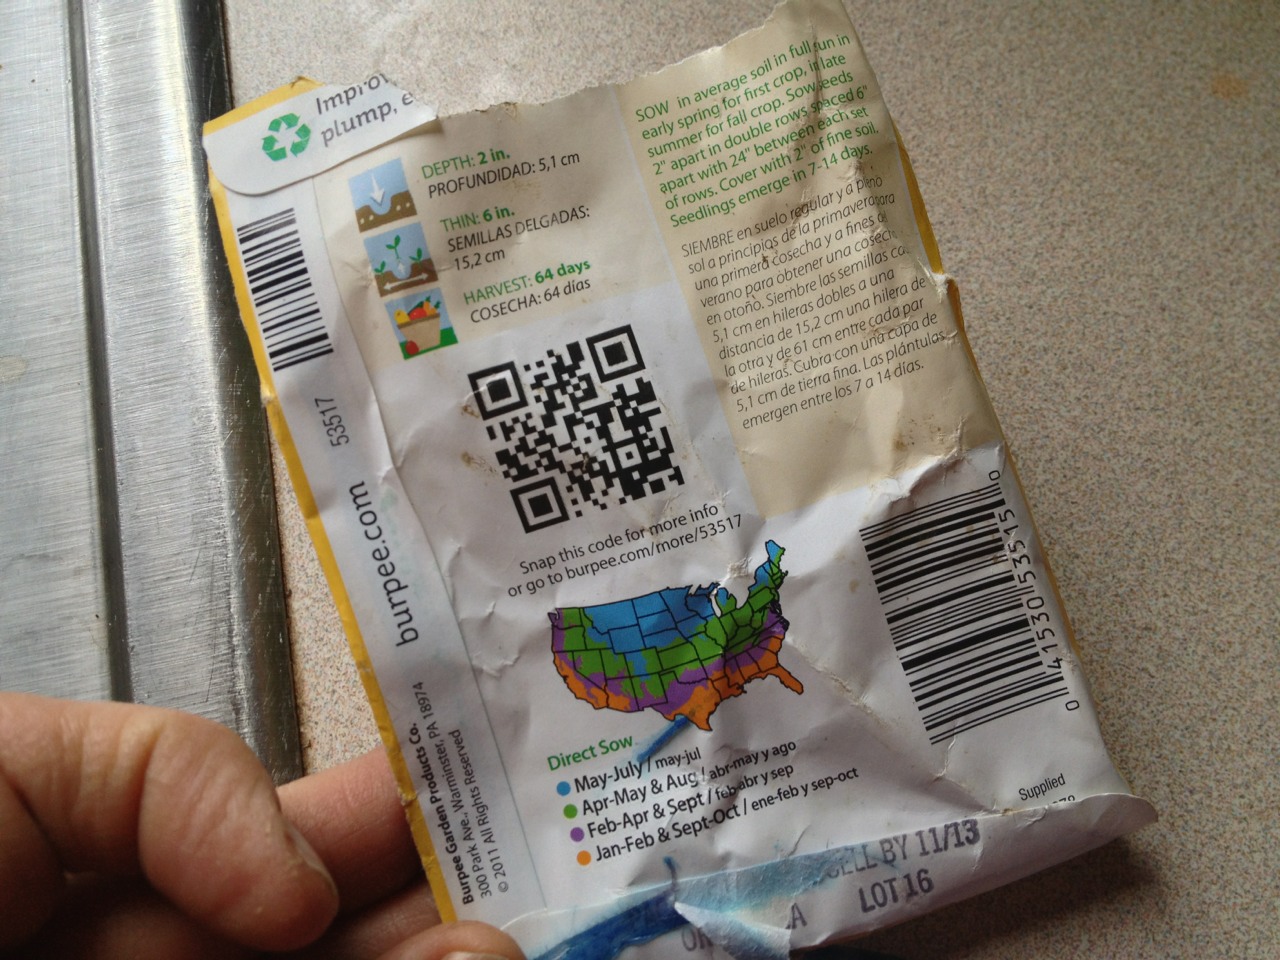 plump,
DEPTH: 2 in.
PROFUNDIDAD: 5,1 cm
THIN: 6 in.
SEMILLAS DELGADAS:
15,2 cm
HARVEST: 64 days
COSECHA: 64 días
SOW in average soil in full sun in
early spring for first crop, in late
summer for fall crop. Sow seeds
2" apart in double rows spaced 6"
apart with 24" between each set
of rows. Cover with 2" of fine soil.
Seedlings emerge in 7-14 days.
SIEMBRE en suelo regular y a pleno
sol a principios de la primavera para
una primera cosecha y a fines
verano para obtener una
en otoño. Siembre las semillas
5,1 cm en hileras dobles a una
distancia de 15,2 cm una hilera de
la otra y de 61 cm entre cada par
de hileras. Cubra con una capa de
5,1 cm de tierra fina. Las plántulas
emergen entre los 7 a 14 días.
Snap this code for more info
or go to burpee.com/more/53517
Direct Sow
May-July / may-jul
Apr-May & Aug / abr-may y ago
Feb-Apr & Sept / feb-abr y sep
Jan-Feb & Sept-Oct / ene-feb y sep-oct
53517
burpee.com
Burpee Garden Products Co.
300 Park Ave., Warminster, PA 18974
© 2011 All Rights Reserved
0 41530 53515 0
Supplied
SELL BY 11/13
LOT 16